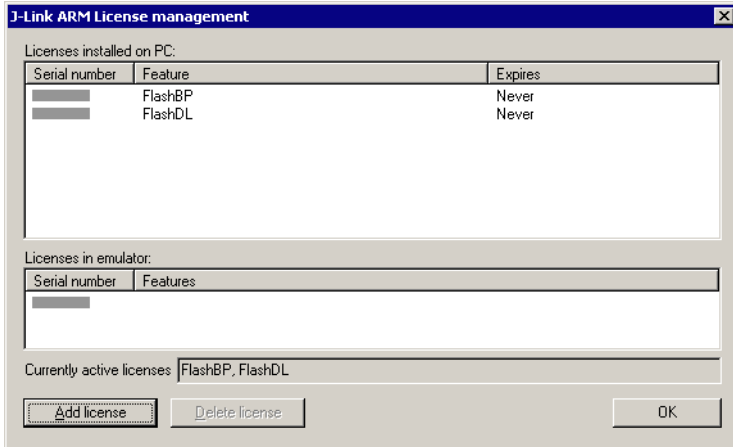 J-Link ARM License management
Licenses installed on PC:
Serial number Feature Expires
FlashBP Never
FlashDL Never
Licenses in emulator:
Serial number Features
Currently active licenses FlashBP, FlashDL
Add license Delete license OK